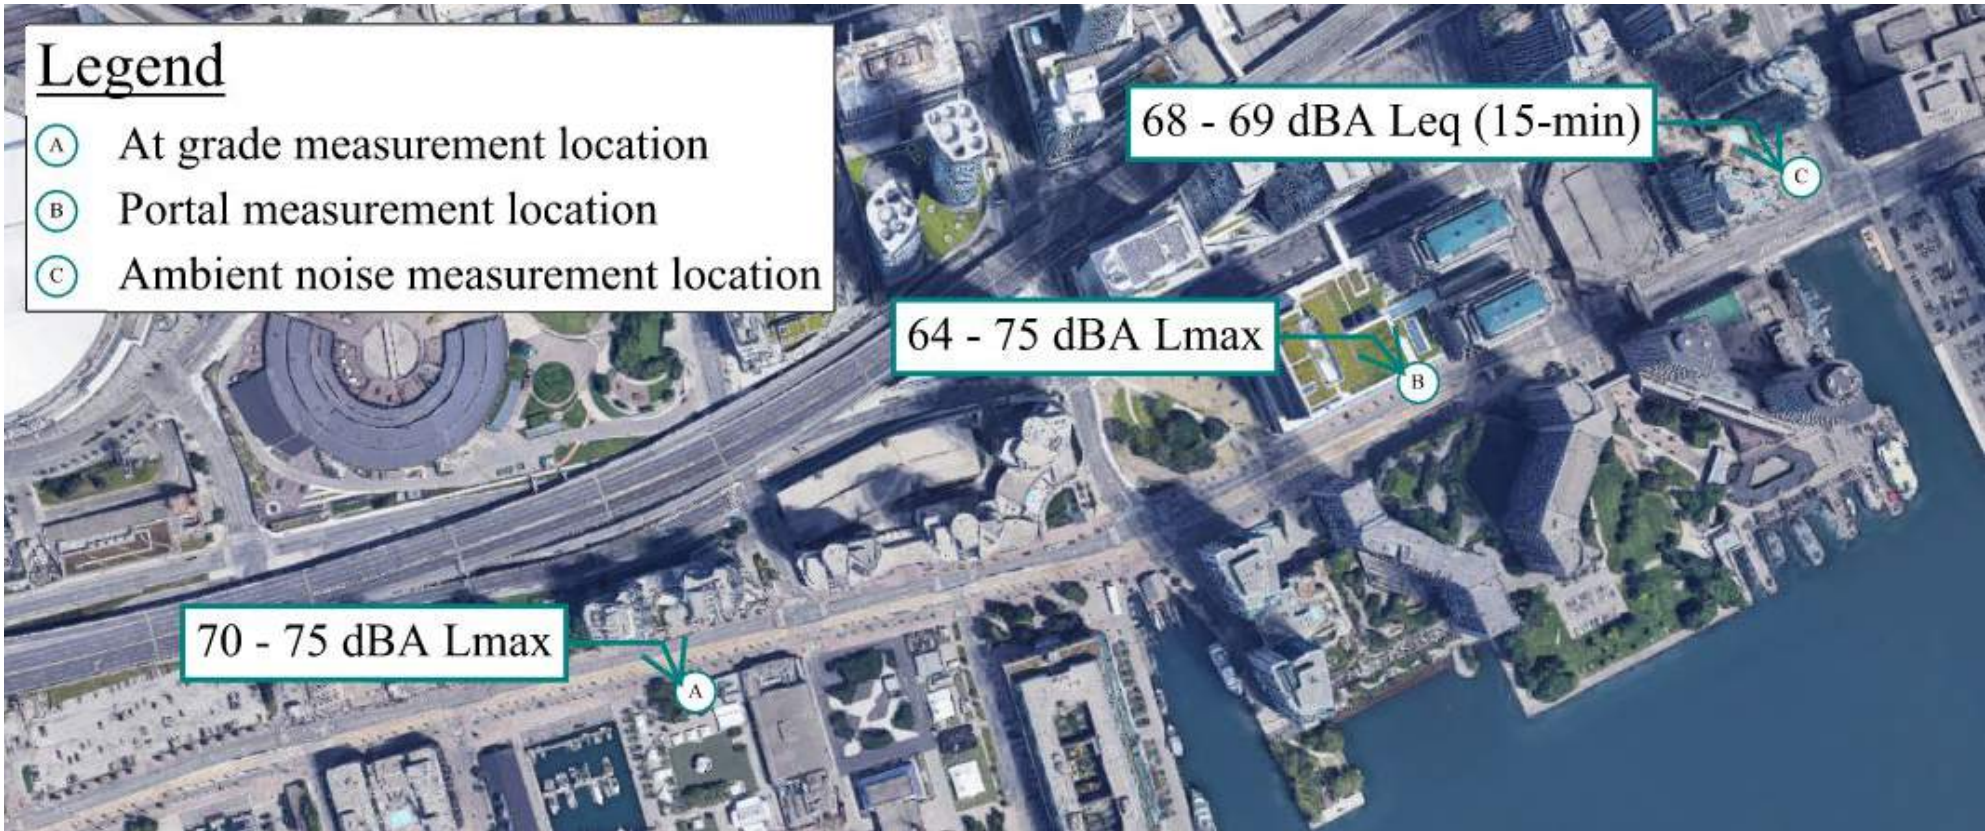 Legend
A At grade measurement location
B Portal measurement location
C Ambient noise measurement location
68 - 69 dBA Leq (15-min)
C
64 - 75 dBA Lmax
B
70 - 75 dBA Lmax
A